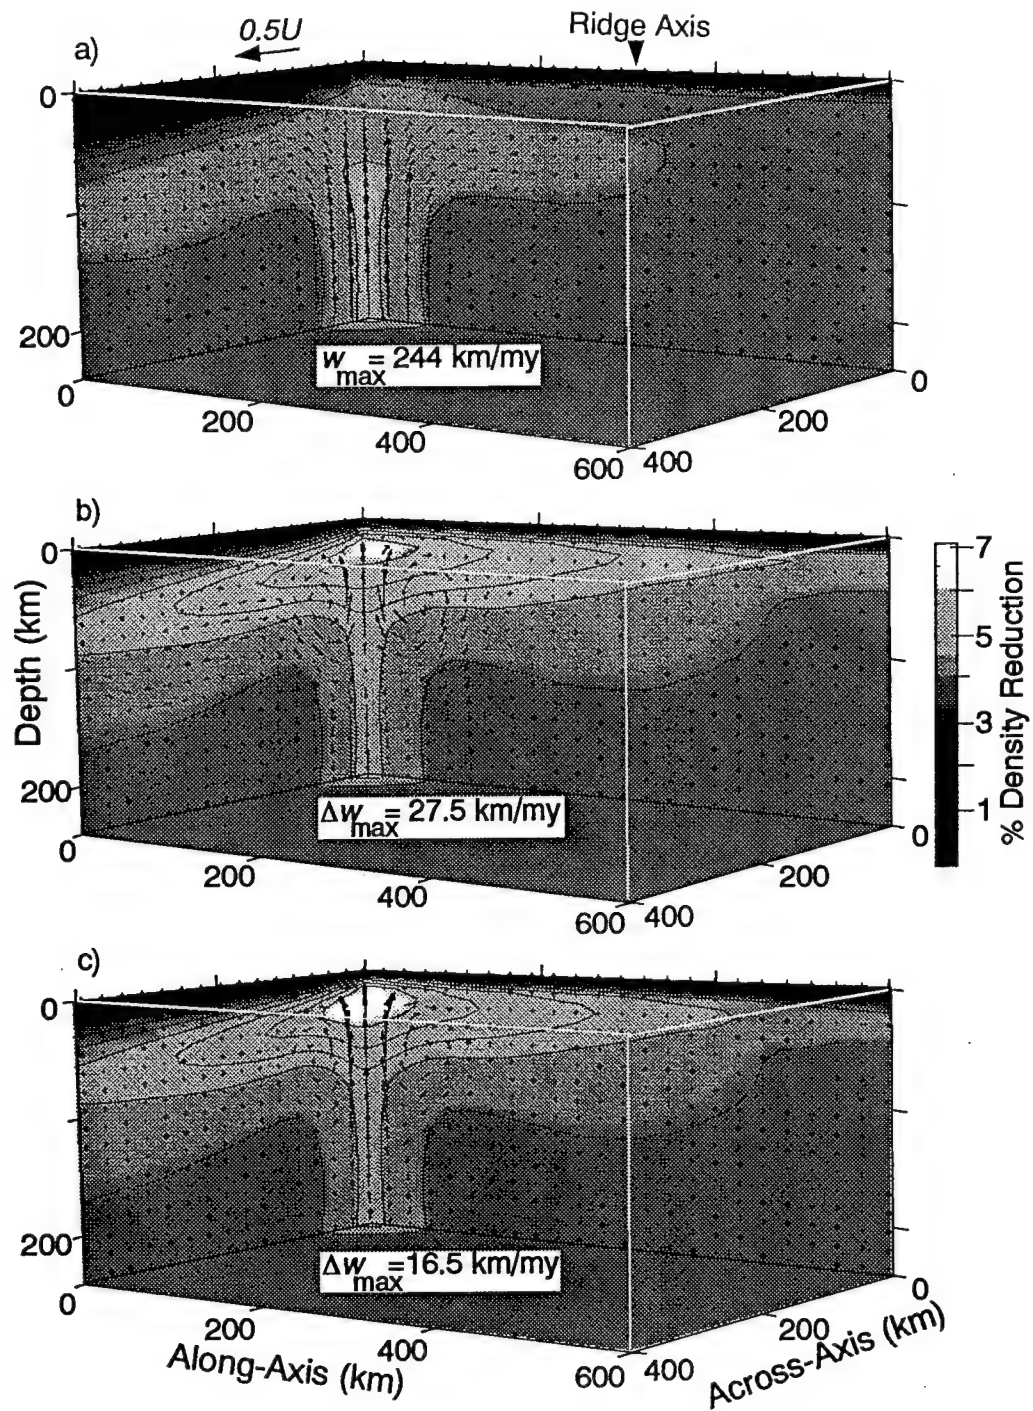 a)
0.5U
Ridge Axis
0
200
w max = 244 km/my
0
200
400
600
400
200
0
b)
0
200
Depth (km)
Δw max = 27.5 km/my
0
200
400
600
400
200
0
7
5
3
1
% Density Reduction
c)
0
200
Δw max =16.5 km/my
0
200
400
600
400
200
0
Along-Axis (km)
Across-Axis (km)